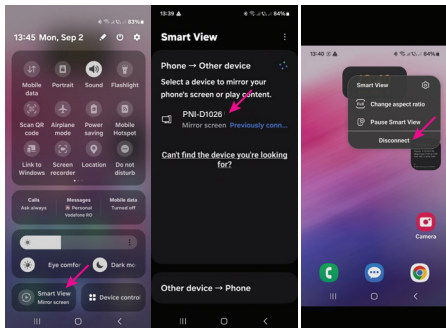 83%
13:45 Mon, Sep 2
Mobile data
Portrait
Sound
Flashlight
Scan QR code
Airplane mode
Power saving
Mobile Hotspot
Link to Windows
Screen recorder
Location
Do not disturb
Calls
Ask always
Messages
Personal
Vodafone RO
Mobile data
Turned off
Eye comfor
Dark mo
Smart View
Mirror screen
Device control
13:39
84%
Smart View
Phone → Other device
Select a device to mirror your
phone's screen or play content.
PNI-D1026
Mirror screen Previously conn...
Can't find the device you're looking
for?
Other device → Phone
13:40
84%
Smart View
Change aspect ratio
Pause Smart View
Disconnect
Camera